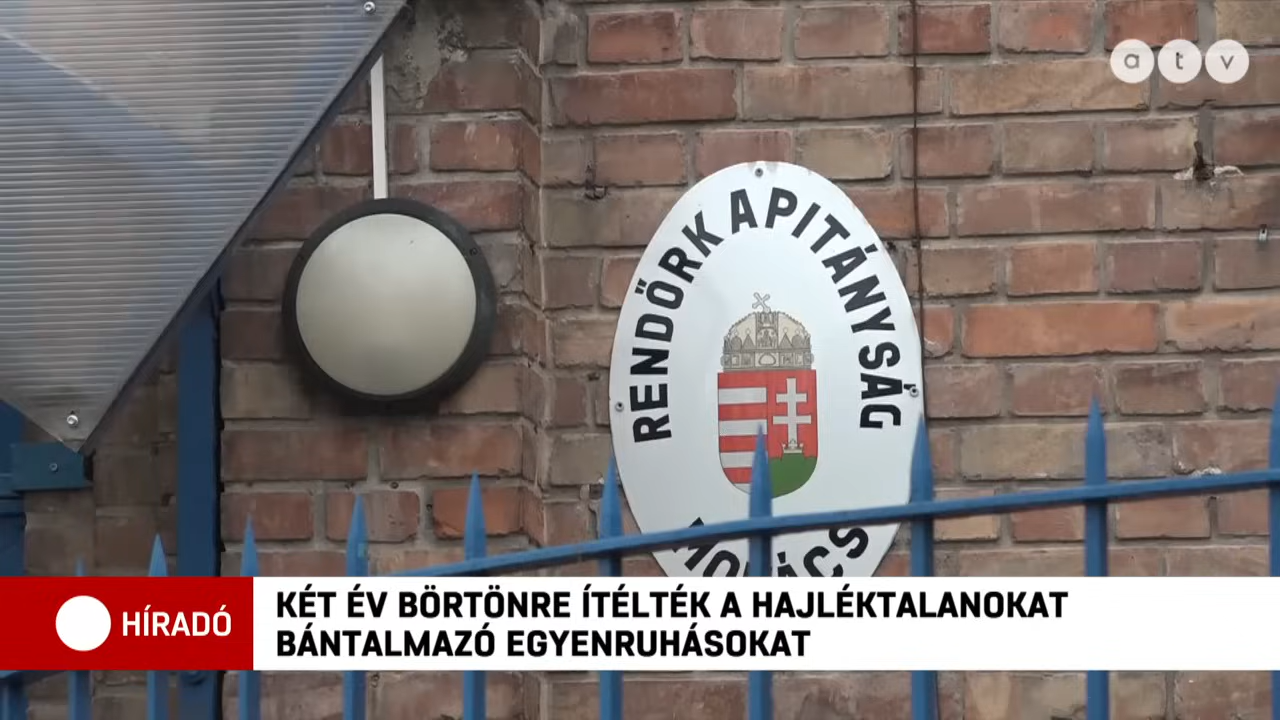 atv
RENDŐRKAPITÁNYSÁG
HÍRADÓ
KÉT ÉV BÖRTÖNRE ÍTÉLTÉK A HAJLÉKTALANOKAT
BÁNTALMAZÓ EGYENRUHÁSOKAT